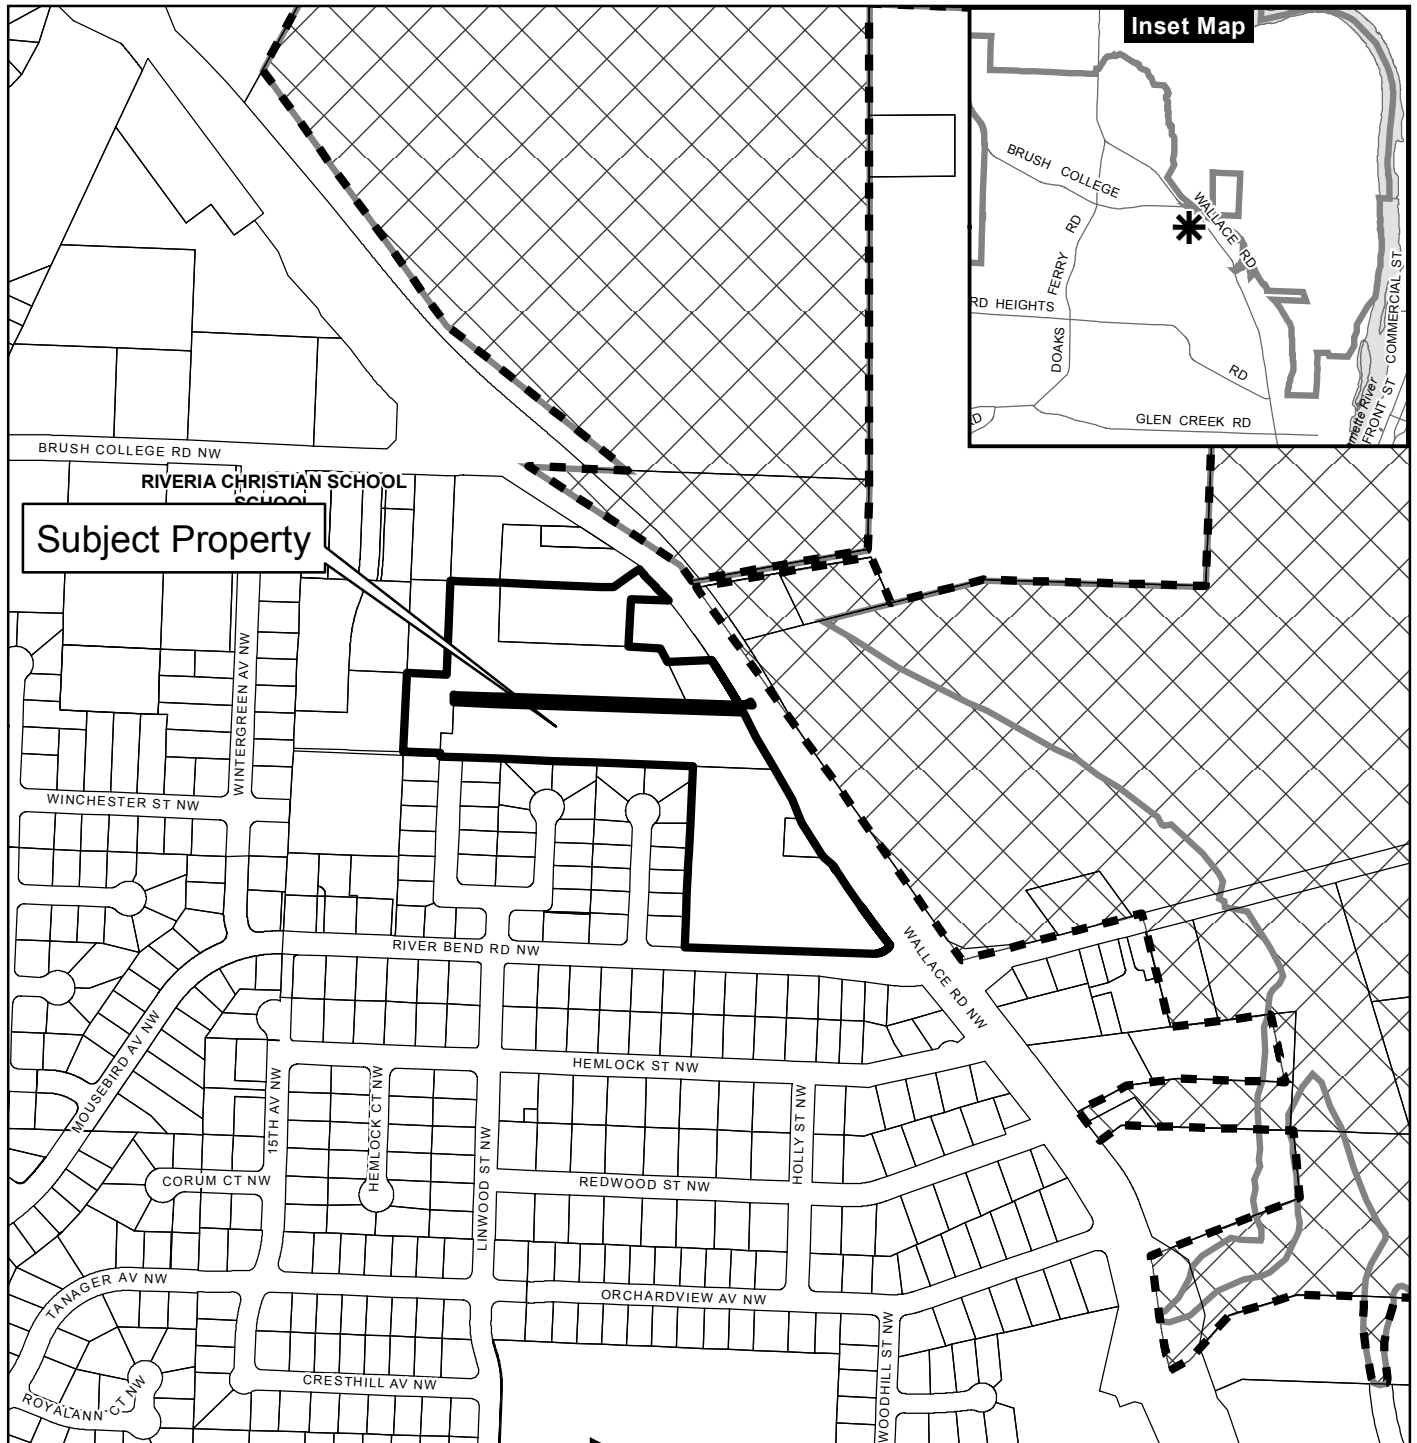 Inset Map
BRUSH COLLEGE
WALLACE RD
FERRY RD
DOAKS
RD HEIGHTS
RD
GLEN CREEK RD
COMMERCIAL ST
FRONT ST
mette River
BRUSH COLLEGE RD NW
RIVERIA CHRISTIAN SCHOOL
SCHOOL
Subject Property
WINTERGREEN AV NW
WINCHESTER ST NW
RIVER BEND RD NW
WALLACE RD NW
MOUSEBIRD AV NW
15TH AV NW
HEMLOCK CT NW
LINWOOD ST NW
HEMLOCK ST NW
HOLLY ST NW
CORUM CT NW
REDWOOD ST NW
TANAGER AV NW
ORCHARDVIEW AV NW
WOODHILL ST NW
CRESTHILL AV NW
ROYALANN CT NW